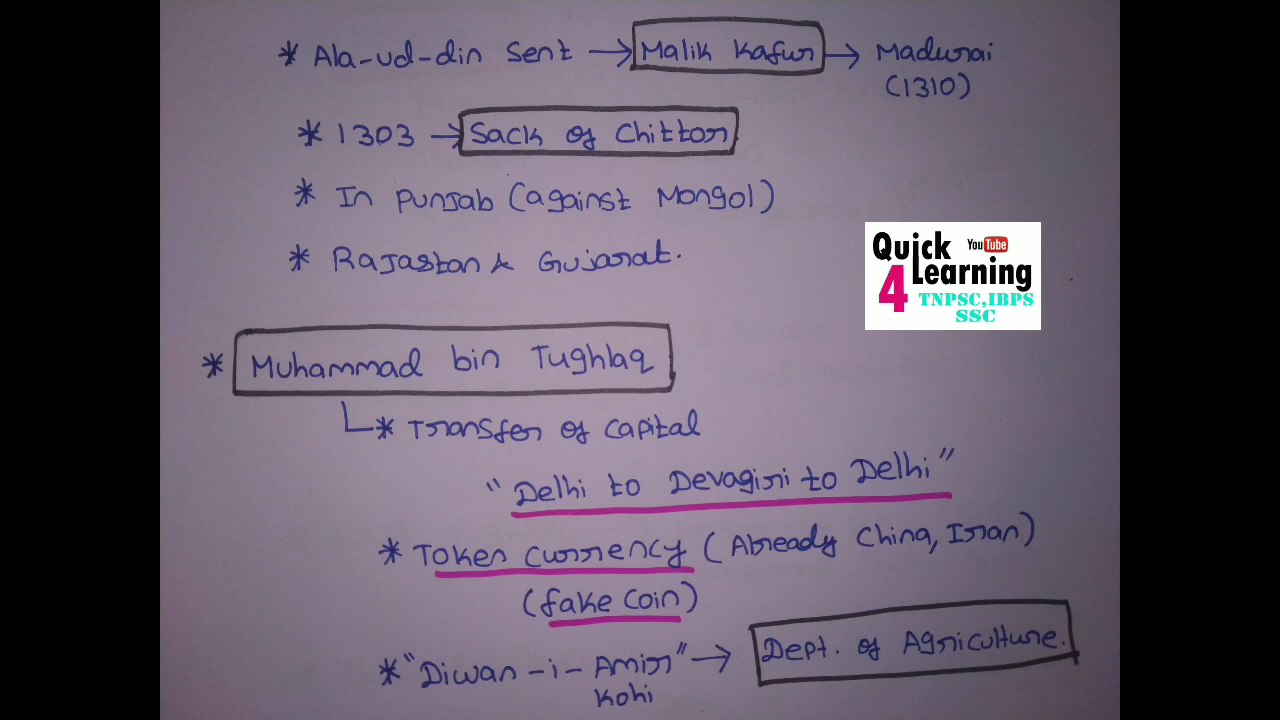 * Ala-ud-din Sent → Malik Kafur → Madurai
(1310)
* 1303 → Sack of Chittor
* In Punjab (against Mongol)
* Rajastan & Gujarat.
Quick YouTube
4 Learning
TNPSC,IBPS
SSC
* Muhammad bin Tughlaq
* Transfer of capital
"Delhi to Devagiri to Delhi"
* Token currency (Already China, Iran)
(fake coin)
* "Diwan-i-Amir" → Dept. of Agriculture.
Kohi